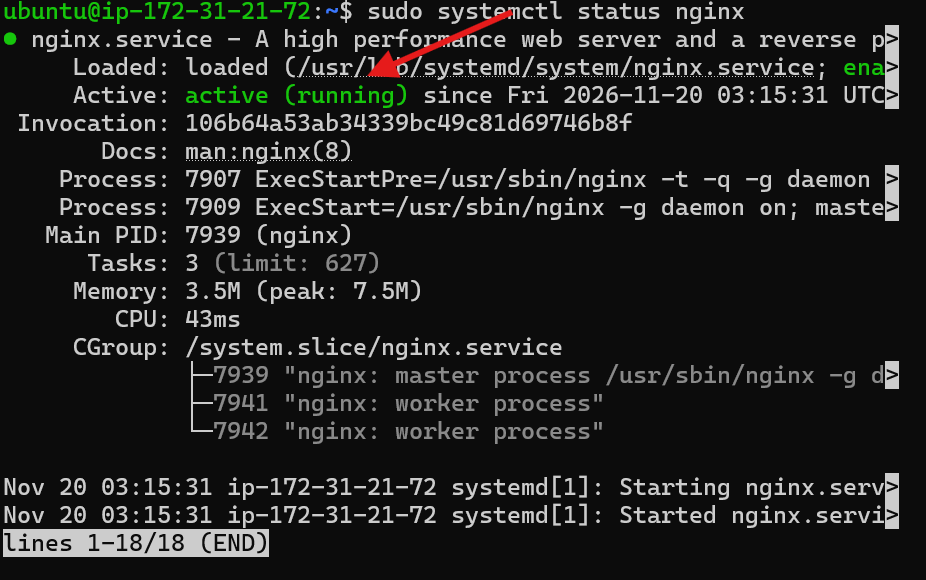 ubuntu@ip-172-31-21-72:~$ sudo systemctl status nginx
● nginx.service - A high performance web server and a reverse p>
Loaded: loaded (/usr/lib/systemd/system/nginx.service; ena>
Active: active (running) since Fri 2026-11-20 03:15:31 UTC>
Invocation: 106b64a53ab34339bc49c81d69746b8f
Docs: man:nginx(8)
Process: 7907 ExecStartPre=/usr/sbin/nginx -t -q -g daemon >
Process: 7909 ExecStart=/usr/sbin/nginx -g daemon on; maste>
Main PID: 7939 (nginx)
Tasks: 3 (limit: 627)
Memory: 3.5M (peak: 7.5M)
CPU: 43ms
CGroup: /system.slice/nginx.service
├─7939 "nginx: master process /usr/sbin/nginx -g d>
├─7941 "nginx: worker process"
└─7942 "nginx: worker process"
Nov 20 03:15:31 ip-172-31-21-72 systemd[1]: Starting nginx.serv>
Nov 20 03:15:31 ip-172-31-21-72 systemd[1]: Started nginx.servi>
lines 1-18/18 (END)